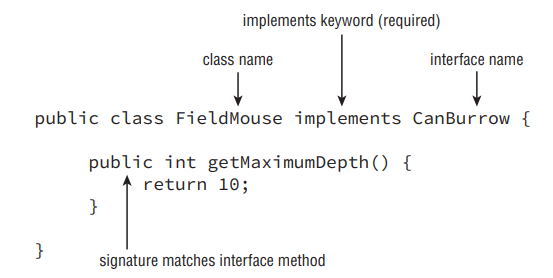 implements keyword (required)
class name
interface name
public class FieldMouse implements CanBurrow {
public int getMaximumDepth() {
return 10;
}
}
signature matches interface method